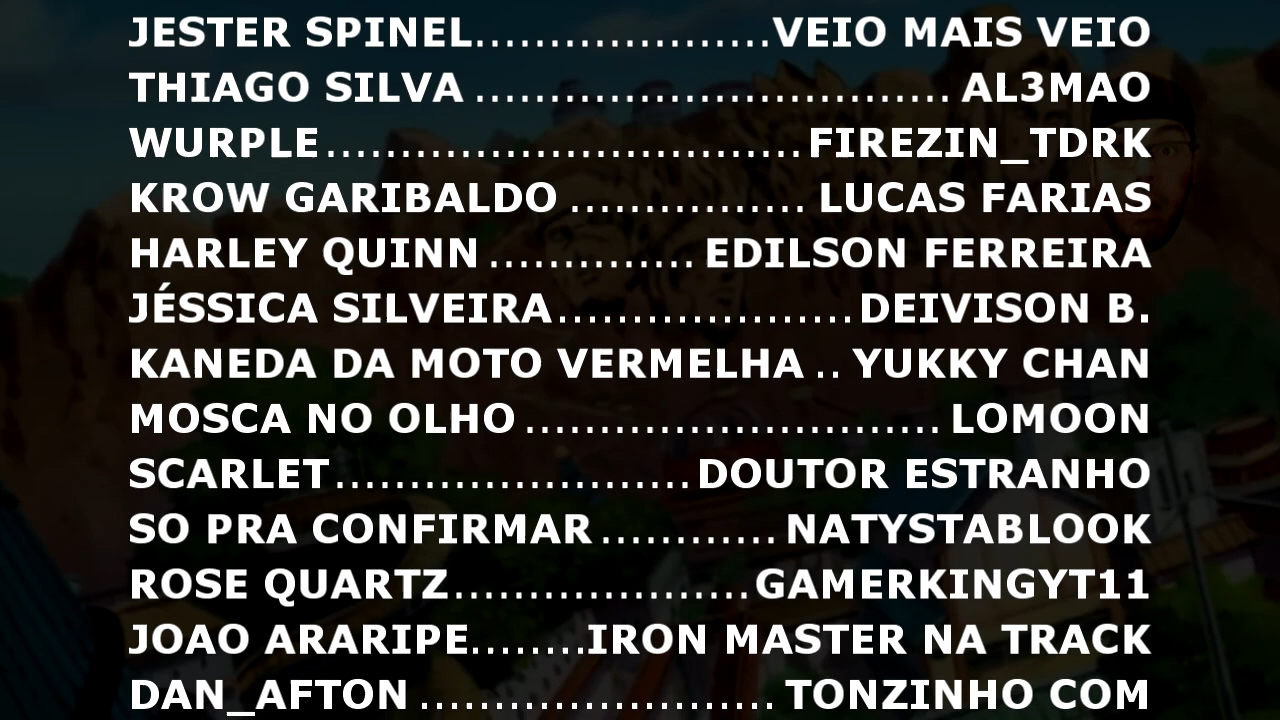 JESTER SPINEL....................VEIO MAIS VEIO
THIAGO SILVA ................................ AL3MAO
WURPLE................................FIREZIN_TDRK
KROW GARIBALDO ................ LUCAS FARIAS
HARLEY QUINN .............. EDILSON FERREIRA
JÉSSICA SILVEIRA....................DEIVISON B.
KANEDA DA MOTO VERMELHA .. YUKKY CHAN
MOSCA NO OLHO ............................ LOMOON
SCARLET........................DOUTOR ESTRANHO
SO PRA CONFIRMAR ............ NATYSTABLOOK
ROSE QUARTZ....................GAMERKINGYT11
JOAO ARARIPE........IRON MASTER NA TRACK
DAN_AFTON ........................ TONZINHO COM